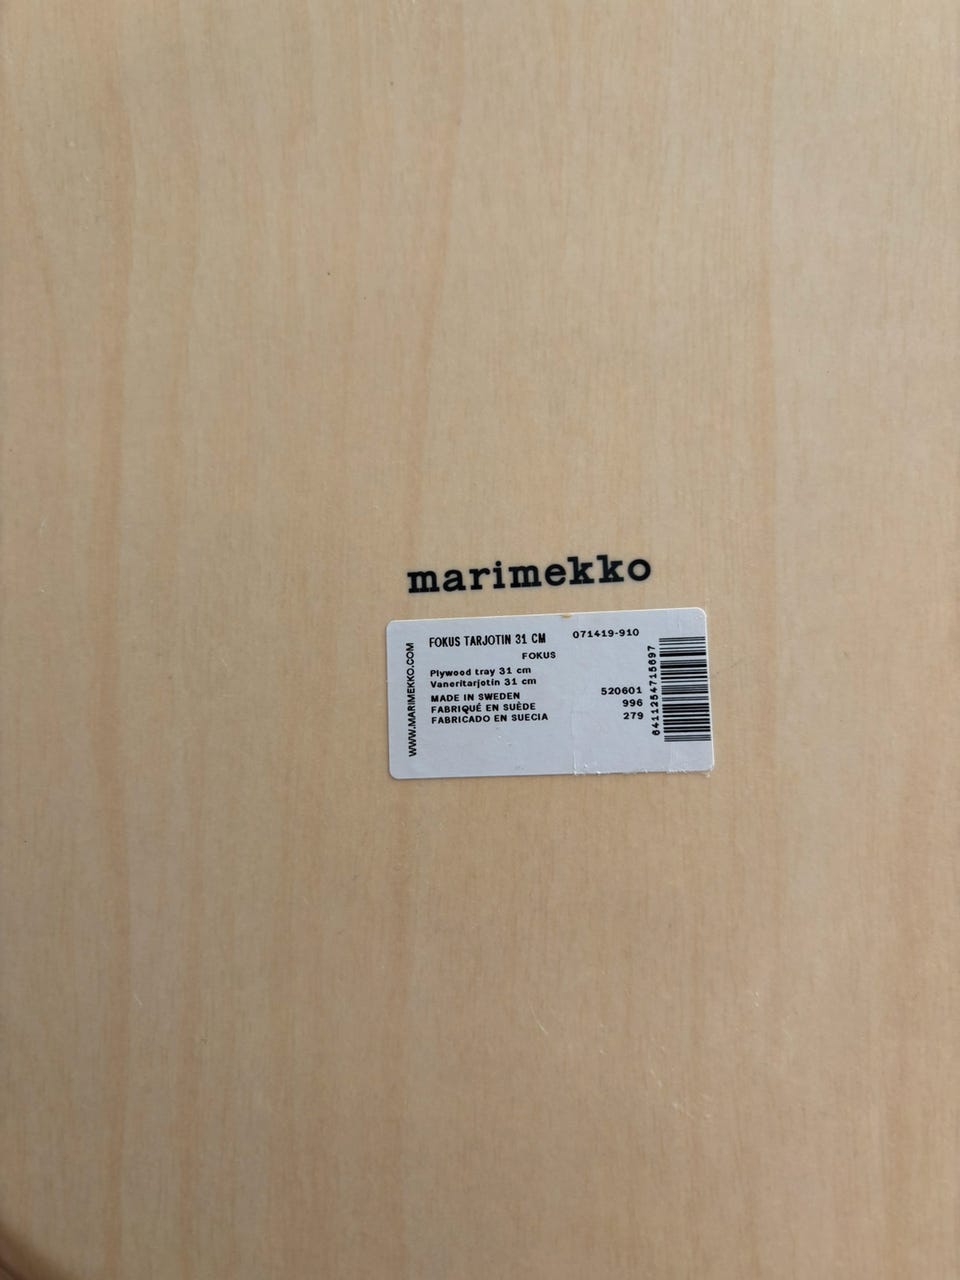 marimekko
WWW.MARIMEKKO.COM
FOKUS TARJOTIN 31 CM 071419-910
FOKUS
Plywood tray 31 cm
Vaneritarjotin 31 cm
MADE IN SWEDEN 520601
FABRIQUÉ EN SUÈDE 996
FABRICADO EN SUECIA 279
6411254715697